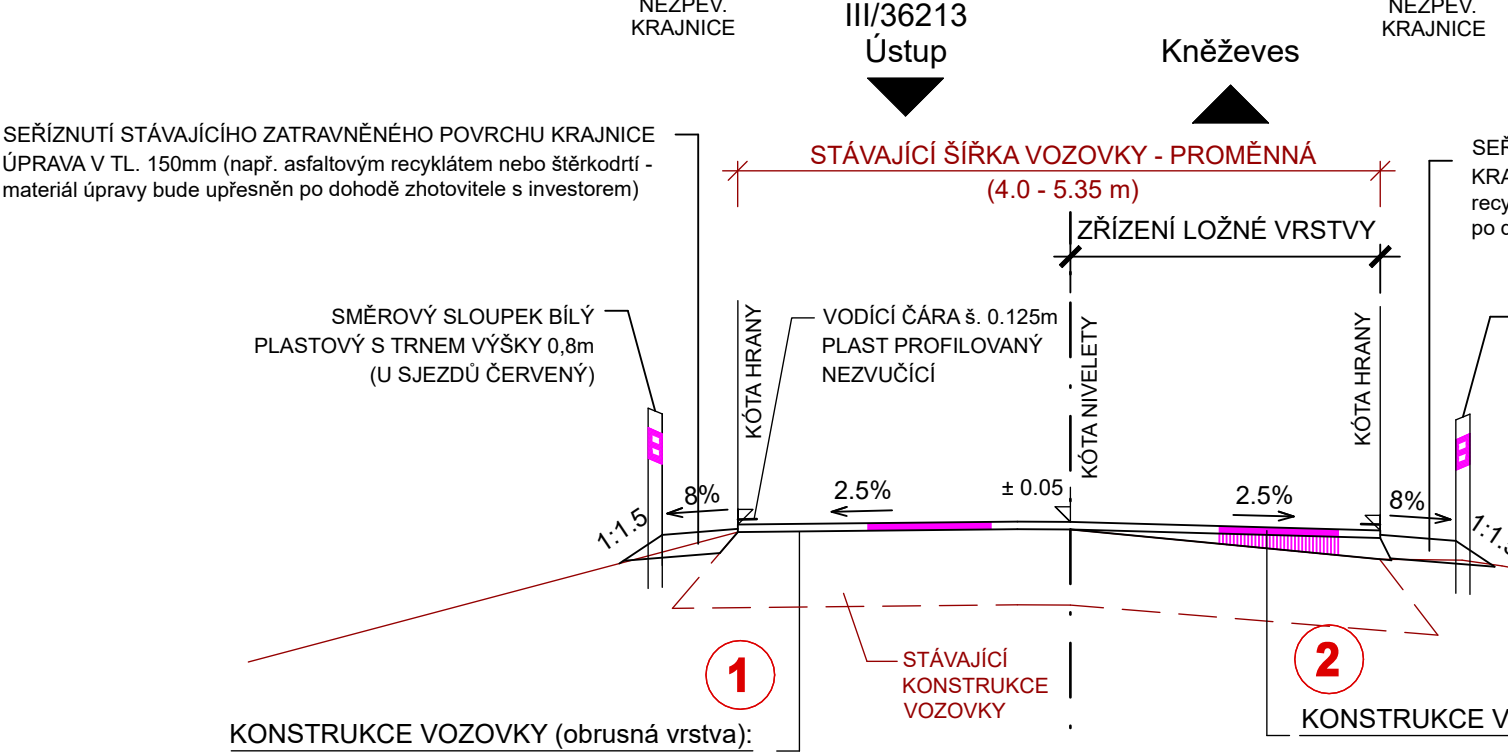 NEZPEV.
KRAJNICE
III/36213
Ústup
Kněževes
NEZPEV.
KRAJNICE
SEŘÍZNUTÍ STÁVAJÍCÍHO ZATRAVNĚNÉHO POVRCHU KRAJNICE
ÚPRAVA V TL. 150mm (např. asfaltovým recyklátem nebo štěrkodrtí -
materiál úpravy bude upřesněn po dohodě zhotovitele s investorem)
STÁVAJÍCÍ ŠÍŘKA VOZOVKY - PROMĚNNÁ
(4.0 - 5.35 m)
ZŘÍZENÍ LOŽNÉ VRSTVY
SMĚROVÝ SLOUPEK BÍLÝ
PLASTOVÝ S TRNEM VÝŠKY 0,8m
(U SJEZDŮ ČERVENÝ)
KÓTA HRANY
VODÍCÍ ČÁRA š. 0.125m
PLAST PROFILOVANÝ
NEZVUČÍCÍ
KÓTA NIVELETY
KÓTA HRANY
1:1.5
8%
2.5%
± 0.05
2.5%
8%
1
STÁVAJÍCÍ
KONSTRUKCE
VOZOVKY
2
KONSTRUKCE VOZOVKY (obrusná vrstva):
KONSTRUKCE V